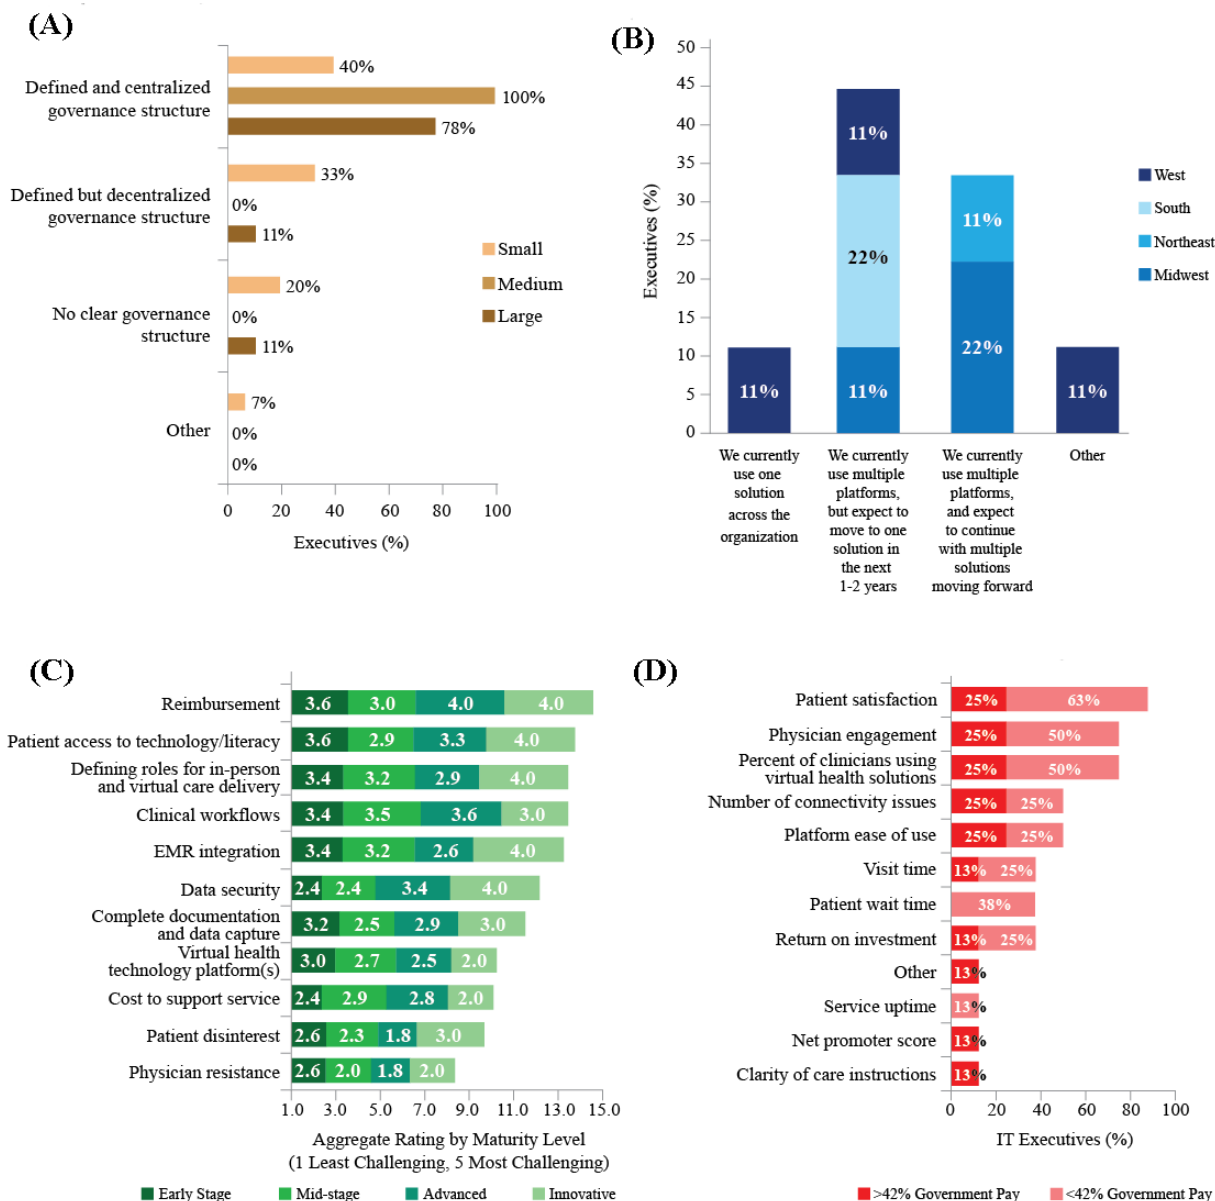 (A)
Defined and centralized
governance structure
40%
100%
78%
Defined but decentralized
governance structure
33%
0%
11%
No clear governance
structure
20%
0%
11%
Other
7%
0%
0%
Small
Medium
Large
0 20 40 60 80 100
Executives (%)
(B)
Executives (%)
50
45
40
35
30
25
20
15
10
5
0
11%
11%
22%
11%
11%
22%
11%
West
South
Northeast
Midwest
We currently
use one
solution
across the
organization
We currently
use multiple
platforms,
but expect to
move to one
solution in
the next
1-2 years
We currently
use multiple
platforms,
and expect
to continue
with multiple
solutions
moving forward
Other
(C)
Reimbursement 3.6 3.0 4.0 4.0
Patient access to technology/literacy 3.6 2.9 3.3 4.0
Defining roles for in-person
and virtual care delivery 3.4 3.2 2.9 4.0
Clinical workflows 3.4 3.5 3.6 3.0
EMR integration 3.4 3.2 2.6 4.0
Data security 2.4 2.4 3.4 4.0
Complete documentation
and data capture 3.2 2.5 2.9 3.0
Virtual health
technology platform(s) 3.0 2.7 2.5 2.0
Cost to support service 2.4 2.9 2.8 2.0
Patient disinterest 2.6 2.3 1.8 3.0
Physician resistance 2.6 2.0 1.8 2.0
1.0 3.0 5.0 7.0 9.0 11.0 13.0 15.0
Aggregate Rating by Maturity Level
(1 Least Challenging, 5 Most Challenging)
Early Stage Mid-stage Advanced Innovative
(D)
Patient satisfaction 25% 63%
Physician engagement 25% 50%
Percent of clinicians using
virtual health solutions 25% 50%
Number of connectivity issues 25% 25%
Platform ease of use 25% 25%
Visit time 13% 25%
Patient wait time 38%
Return on investment 13% 25%
Other 13%
Service uptime 13%
Net promoter score 13%
Clarity of care instructions 13%
0 20 40 60 80 100
IT Executives (%)
>42% Government Pay <42% Government Pay